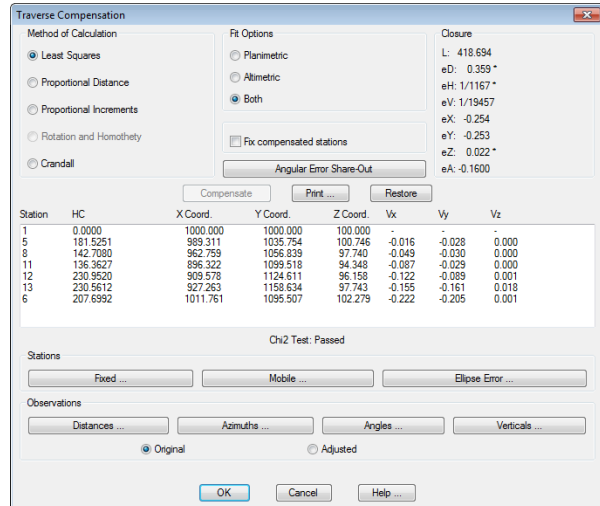 Traverse Compensation
Method of Calculation
Least Squares
Proportional Distance
Proportional Increments
Rotation and Homothety
Crandall
Fit Options
Planimetric
Altimetric
Both
Fix compensated stations
Angular Error Share-Out
Closure
L: 418.694
eD: 0.359 *
eH: 1/1167 *
eV: 1/19457
eX: -0.254
eY: -0.253
eZ: 0.022 *
eA: -0.1600
Compensate Print ... Restore
Station HC X Coord. Y Coord. Z Coord. Vx Vy Vz
1 0.0000 1000.000 1000.000 100.000 - - -
5 181.5251 989.311 1035.754 100.746 -0.016 -0.028 0.000
8 142.7080 962.759 1056.839 97.740 -0.049 -0.030 0.000
11 136.3627 896.322 1099.518 94.348 -0.087 -0.029 0.000
12 230.9520 909.578 1124.611 96.158 -0.122 -0.089 0.001
13 230.5612 927.263 1158.634 97.743 -0.155 -0.161 0.018
6 207.6992 1011.761 1095.507 102.279 -0.222 -0.205 0.001
Chi2 Test: Passed
Stations
Fixed ... Mobile ... Ellipse Error ...
Observations
Distances ... Azimuths ... Angles ... Verticals ...
Original Adjusted
OK Cancel Help ...